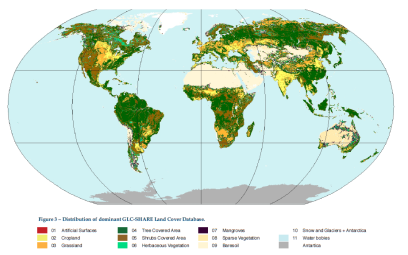 Figure 3 – Distribution of dominant GLC-SHARE Land Cover Database.
01 Artificial Surfaces
02 Cropland
03 Grassland
04 Tree Covered Area
05 Shrubs Covered Area
06 Herbaceous Vegetation
07 Mangroves
08 Sparse Vegetation
09 Baresoil
10 Snow and Glaciers + Antarctica
11 Water bodies
Antarctica